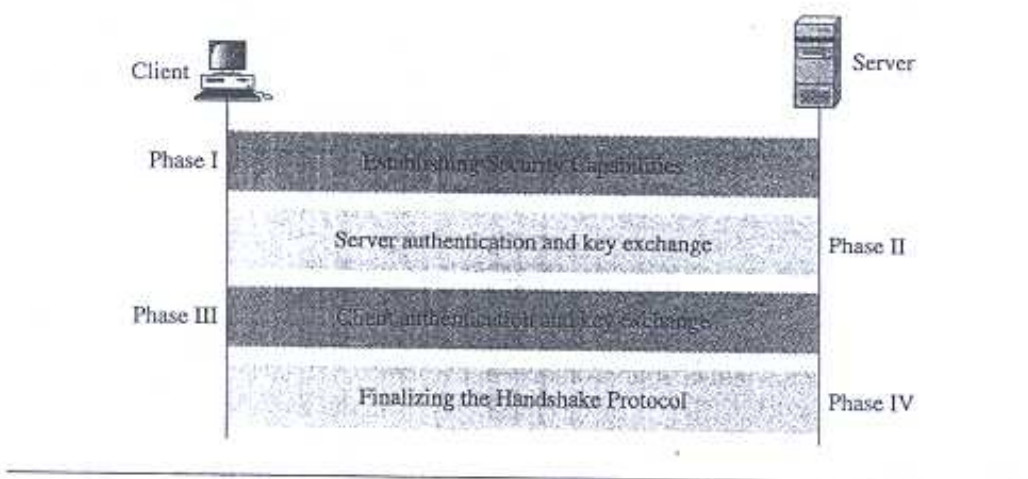 Client
Server
Phase I
Establishing Security Capabilities
Server authentication and key exchange
Phase II
Phase III
Client authentication and key exchange
Finalizing the Handshake Protocol
Phase IV